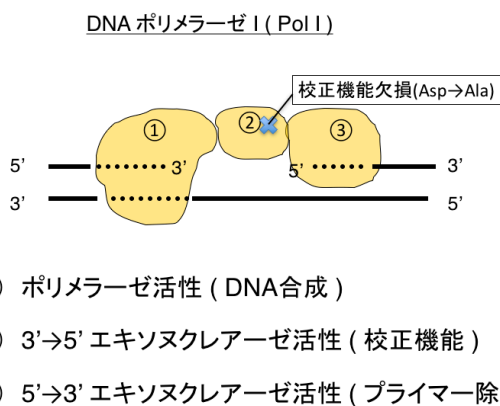 DNA ポリメラーゼ I ( Pol I )
校正機能欠損(Asp→Ala)
① ② ③
5’ 3’ 5’ 3’
3’ 5’
ポリメラーゼ活性 ( DNA合成 )
3’→5’ エキソヌクレアーゼ活性 ( 校正機能 )
5’→3’ エキソヌクレアーゼ活性 ( プライマー除